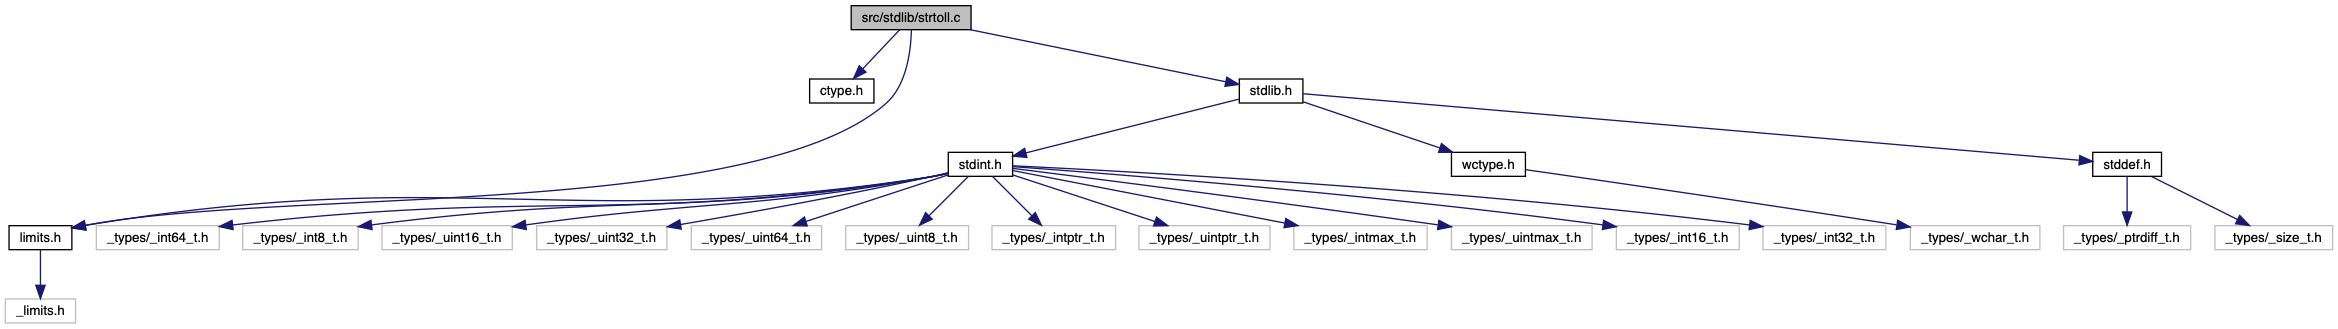 src/stdlib/strtoll.c
ctype.h
stdlib.h
stdint.h
wctype.h
stddef.h
limits.h
_types/_int64_t.h
_types/_int8_t.h
_types/_uint16_t.h
_types/_uint32_t.h
_types/_uint64_t.h
_types/_uint8_t.h
_types/_intptr_t.h
_types/_uintptr_t.h
_types/_intmax_t.h
_types/_uintmax_t.h
_types/_int16_t.h
_types/_int32_t.h
_types/_wchar_t.h
_types/_ptrdiff_t.h
_types/_size_t.h
_limits.h